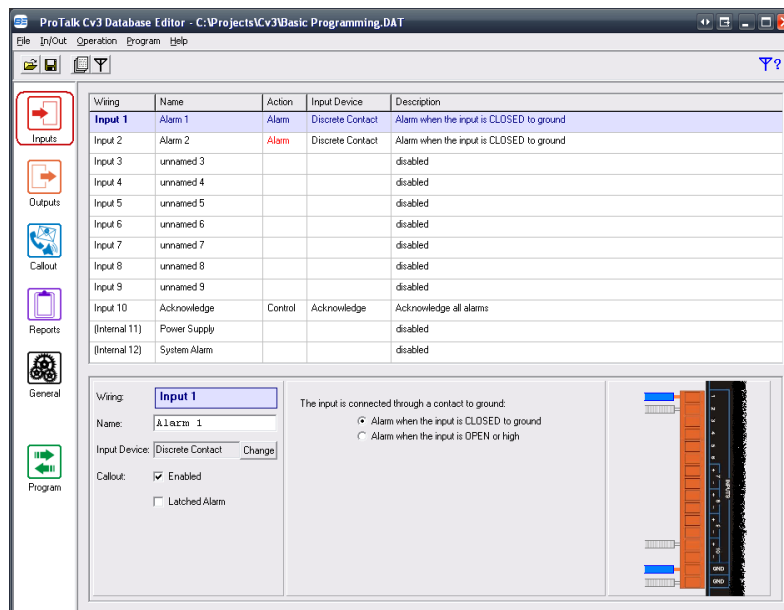 ProTalk Cv3 Database Editor - C:\Projects\Cv3\Basic Programming.DAT
File In/Out Operation Program Help
?
Wiring Name Action Input Device Description
Input 1 Alarm 1 Alarm Discrete Contact Alarm when the input is CLOSED to ground
Input 2 Alarm 2 Alarm Discrete Contact Alarm when the input is CLOSED to ground
Input 3 unnamed 3 disabled
Input 4 unnamed 4 disabled
Input 5 unnamed 5 disabled
Input 6 unnamed 6 disabled
Input 7 unnamed 7 disabled
Input 8 unnamed 8 disabled
Input 9 unnamed 9 disabled
Input 10 Acknowledge Control Acknowledge Acknowledge all alarms
(Internal 11) Power Supply disabled
(Internal 12) System Alarm disabled
Inputs
Outputs
Callout
Reports
General
Program
Wiring: Input 1
Name: Alarm 1
Input Device: Discrete Contact Change
Callout: Enabled
Latched Alarm
The input is connected through a contact to ground:
Alarm when the input is CLOSED to ground
Alarm when the input is OPEN or high
INPUTS
GND
GND